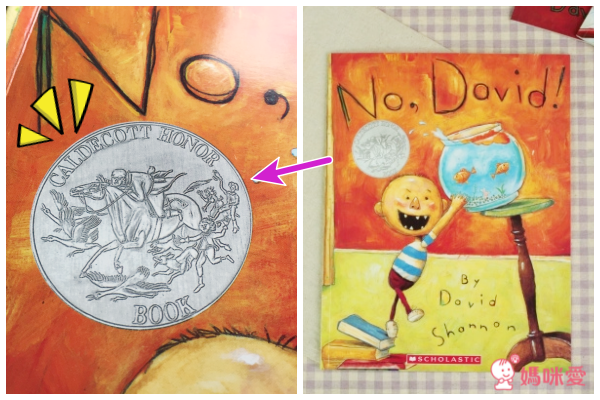 No,
CALDECOTT HONOR
BOOK
No, David!
By
David
Shannon
SCHOLASTIC
媽咪愛